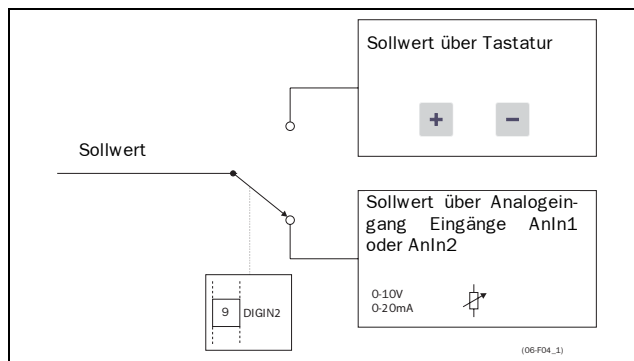 Sollwert über Tastatur
+ −
Sollwert
Sollwert über Analogein-
gang Eingänge AnIn1
oder AnIn2
0-10V
0-20mA
9 DIGIN2
(06-F04_1)